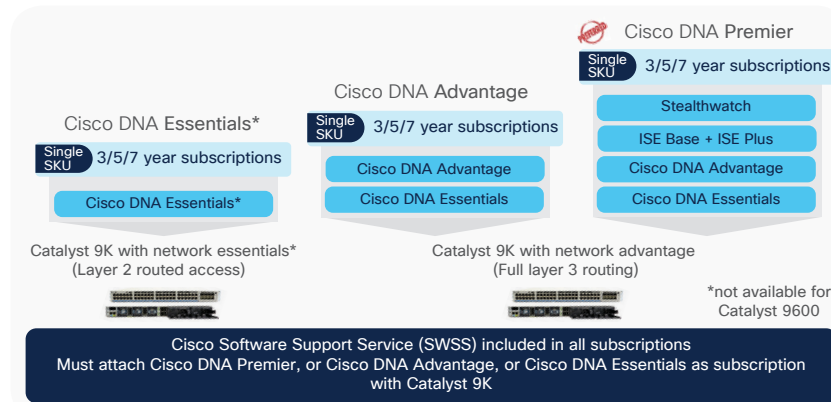 Cisco DNA Essentials*
Single
SKU
3/5/7 year subscriptions
Cisco DNA Essentials*
Cisco DNA Advantage
Single
SKU
3/5/7 year subscriptions
Cisco DNA Advantage
Cisco DNA Essentials
Cisco DNA Premier
Single
SKU
3/5/7 year subscriptions
Stealthwatch
ISE Base + ISE Plus
Cisco DNA Advantage
Cisco DNA Essentials
Catalyst 9K with network essentials*
(Layer 2 routed access)
Catalyst 9K with network advantage
(Full layer 3 routing)
*not available for
Catalyst 9600
Cisco Software Support Service (SWSS) included in all subscriptions
Must attach Cisco DNA Premier, or Cisco DNA Advantage, or Cisco DNA Essentials as subscription
with Catalyst 9K